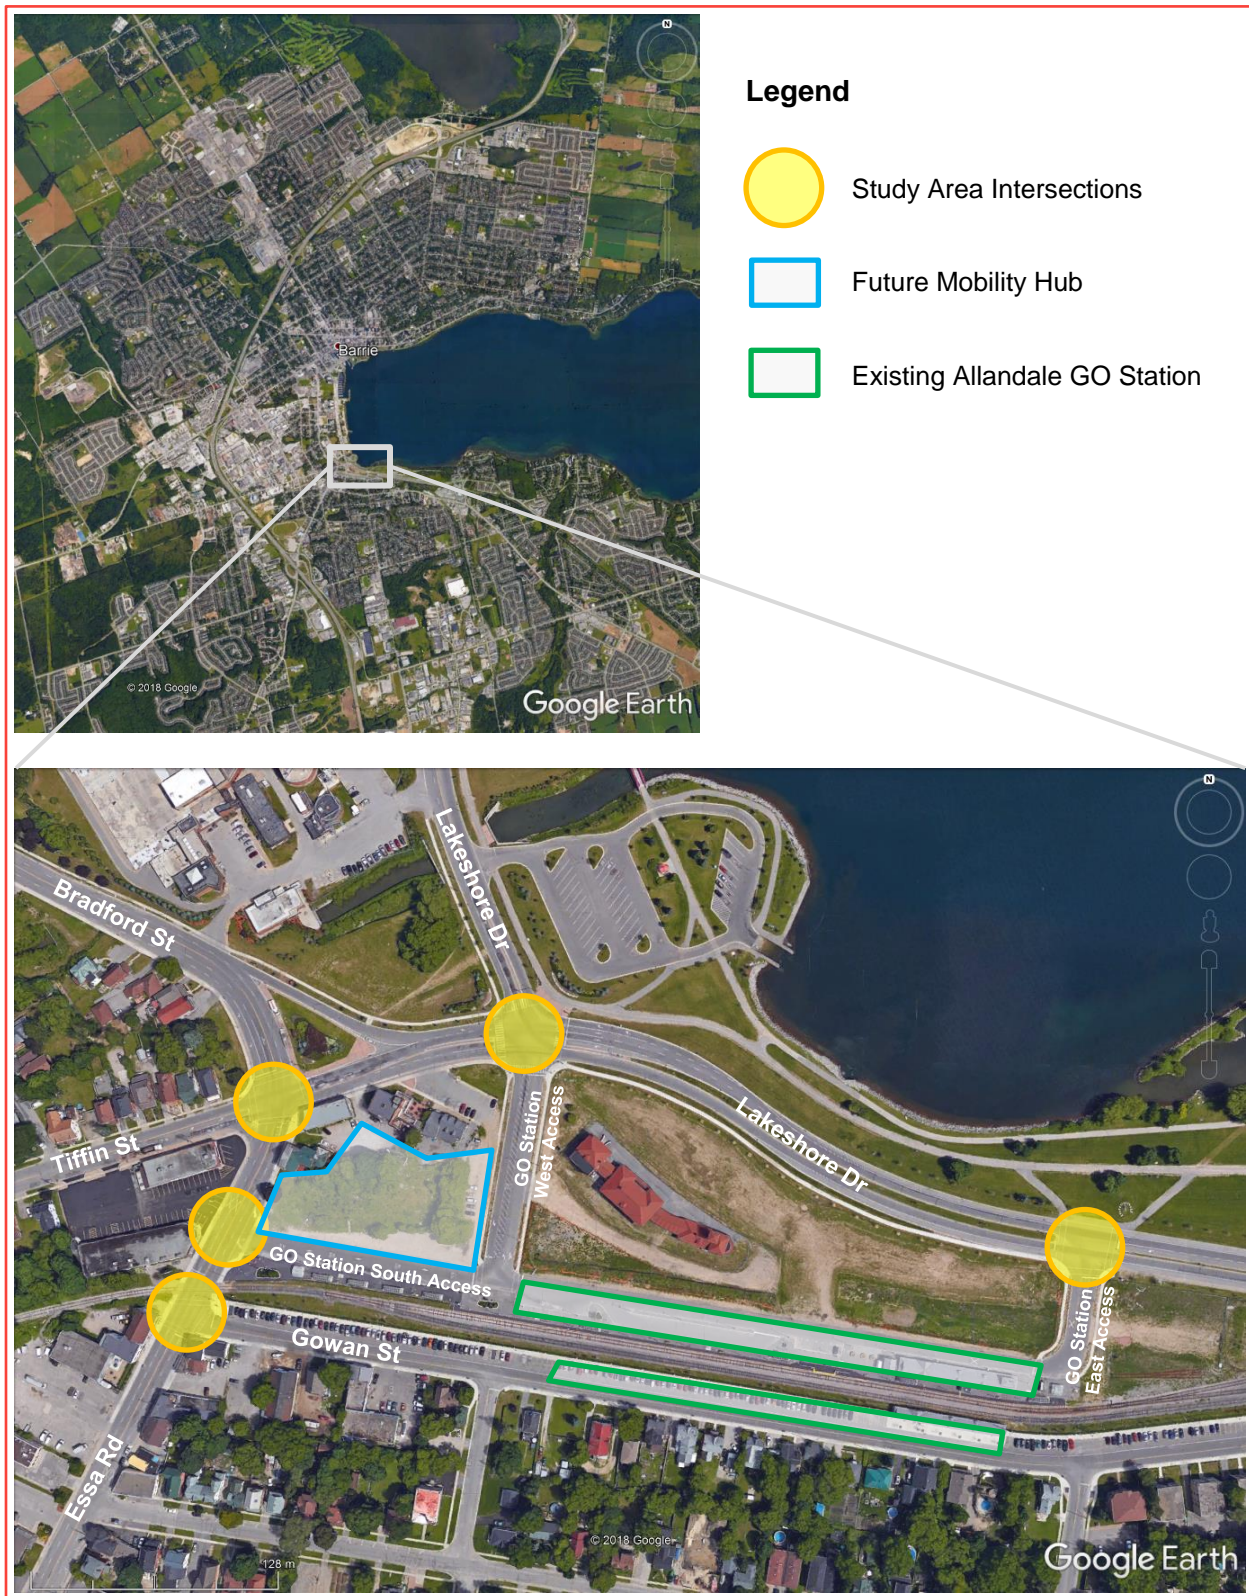 N
Barrie
© 2018 Google
Google Earth
Legend
Study Area Intersections
Future Mobility Hub
Existing Allandale GO Station
N
Lakeshore Dr
Bradford St
Tiffin St
GO Station
West Access
Lakeshore Dr
GO Station South Access
Gowan St
GO Station
East Access
Essa Rd
© 2018 Google
128 m
Google Earth